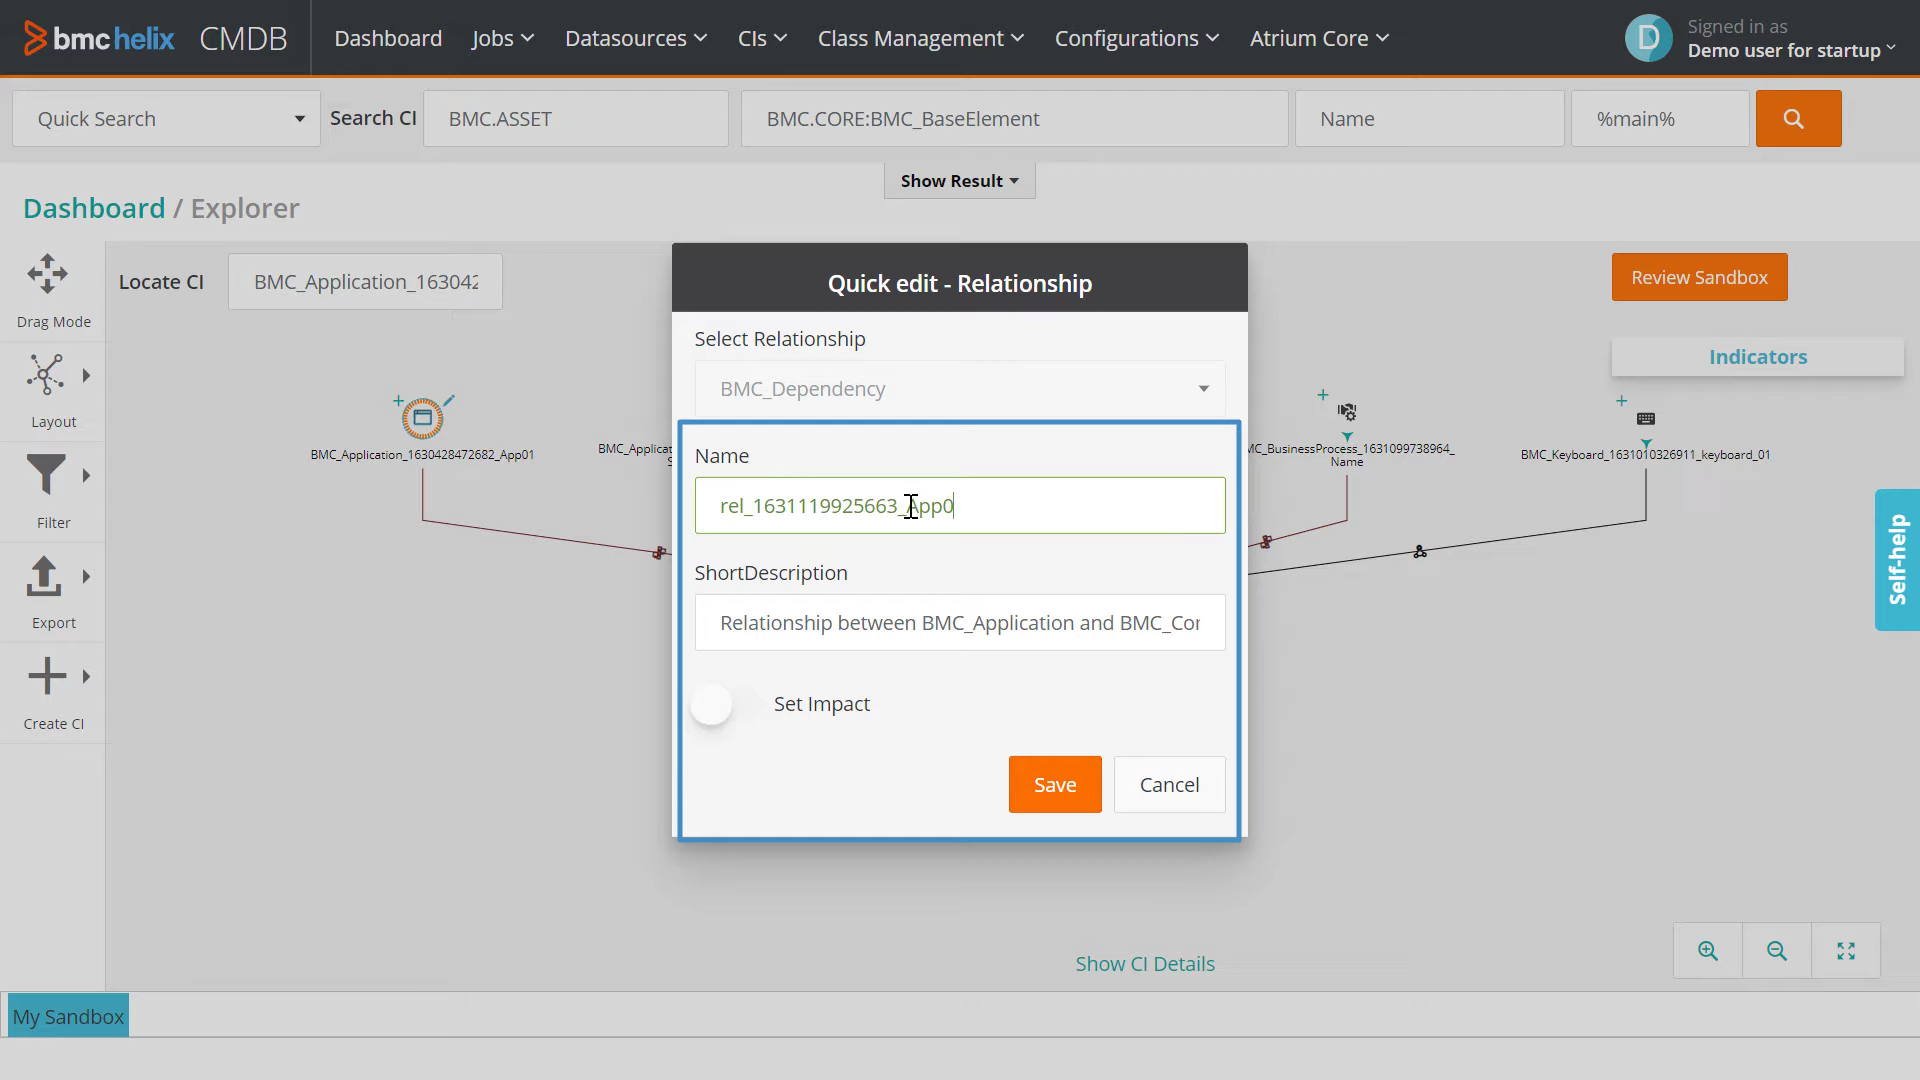 bmchelix CMDB Dashboard Jobs Datasources CIs Class Management Configurations Atrium Core D Signed in as
Demo user for startup
Quick Search Search CI BMC.ASSET BMC.CORE:BMC_BaseElement Name %main%
Show Result
Dashboard / Explorer
Drag Mode
Layout
Filter
Export
Create CI
Locate CI BMC_Application_163042
Review Sandbox
Indicators
BMC_Application_1630428472682_App01
BMC_Applicat
MC_BusinessProcess_1631099738964_
Name
BMC_Keyboard_1631010326911_keyboard_01
Quick edit - Relationship
Select Relationship
BMC_Dependency
Name
rel_1631119925663_App0
ShortDescription
Relationship between BMC_Application and BMC_Cor
Set Impact
Save Cancel
Self-help
Show CI Details
My Sandbox